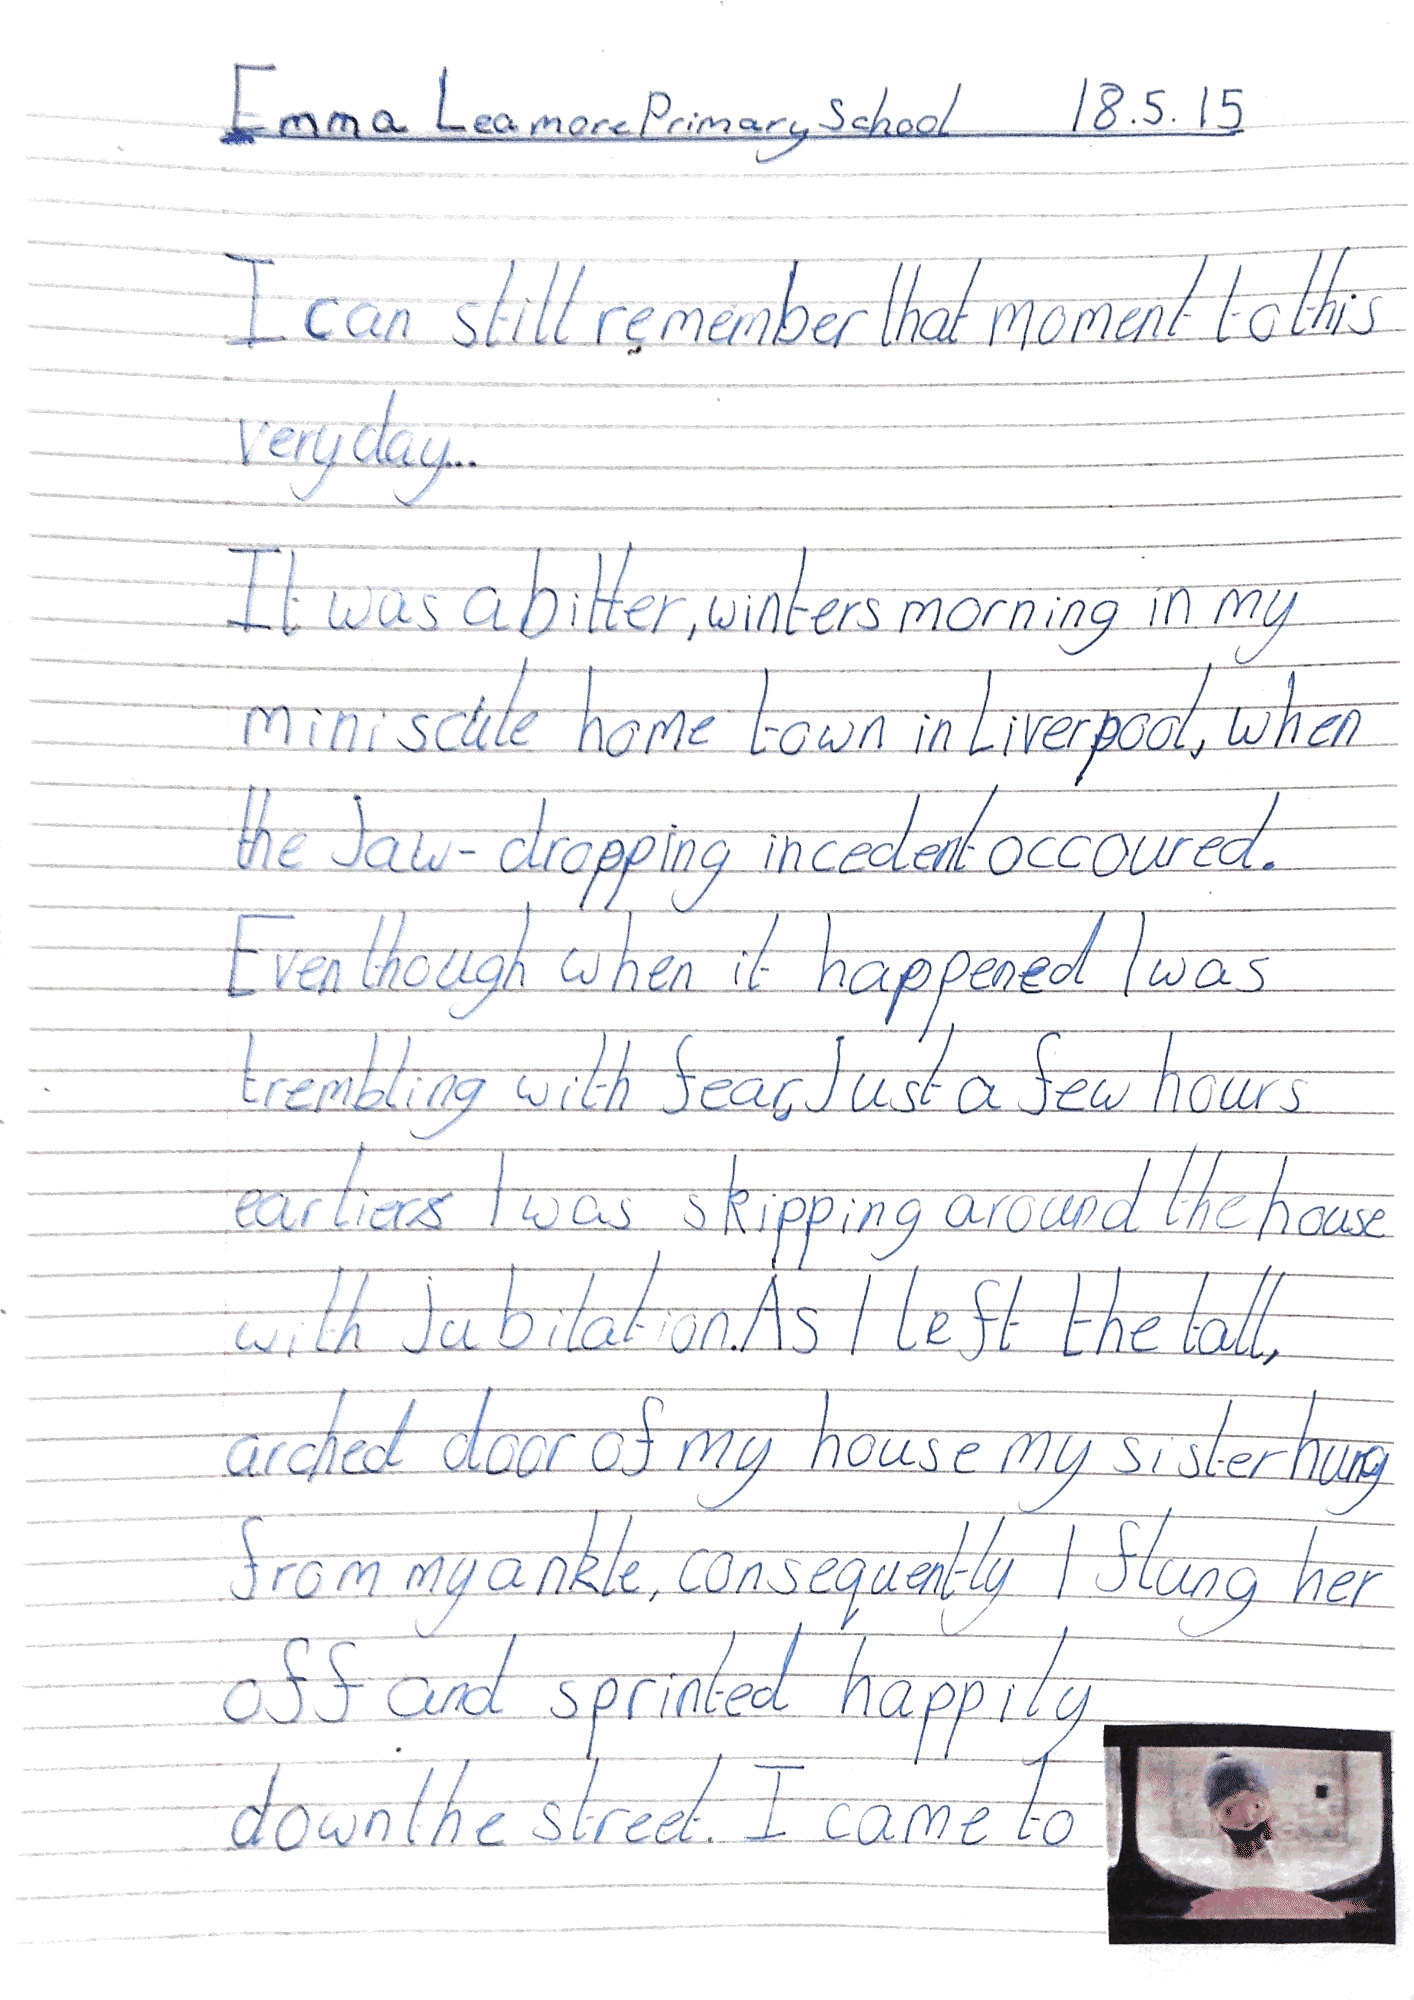 Emma Leamore Primary School 18.5.15
I can still remember that moment to this
very day...
It was a bitter, winters morning in my
miniscule home town in Liverpool, when
the Jaw-dropping incedent occoured.
Even though when it happened I was
trembling with fear, Just a few hours
earliers I was skipping around the house
with Jubilation. As I left the tall,
arched door of my house my sister hung
from my ankle, consequently I flung her
off and sprinted happily
down the street. I came to